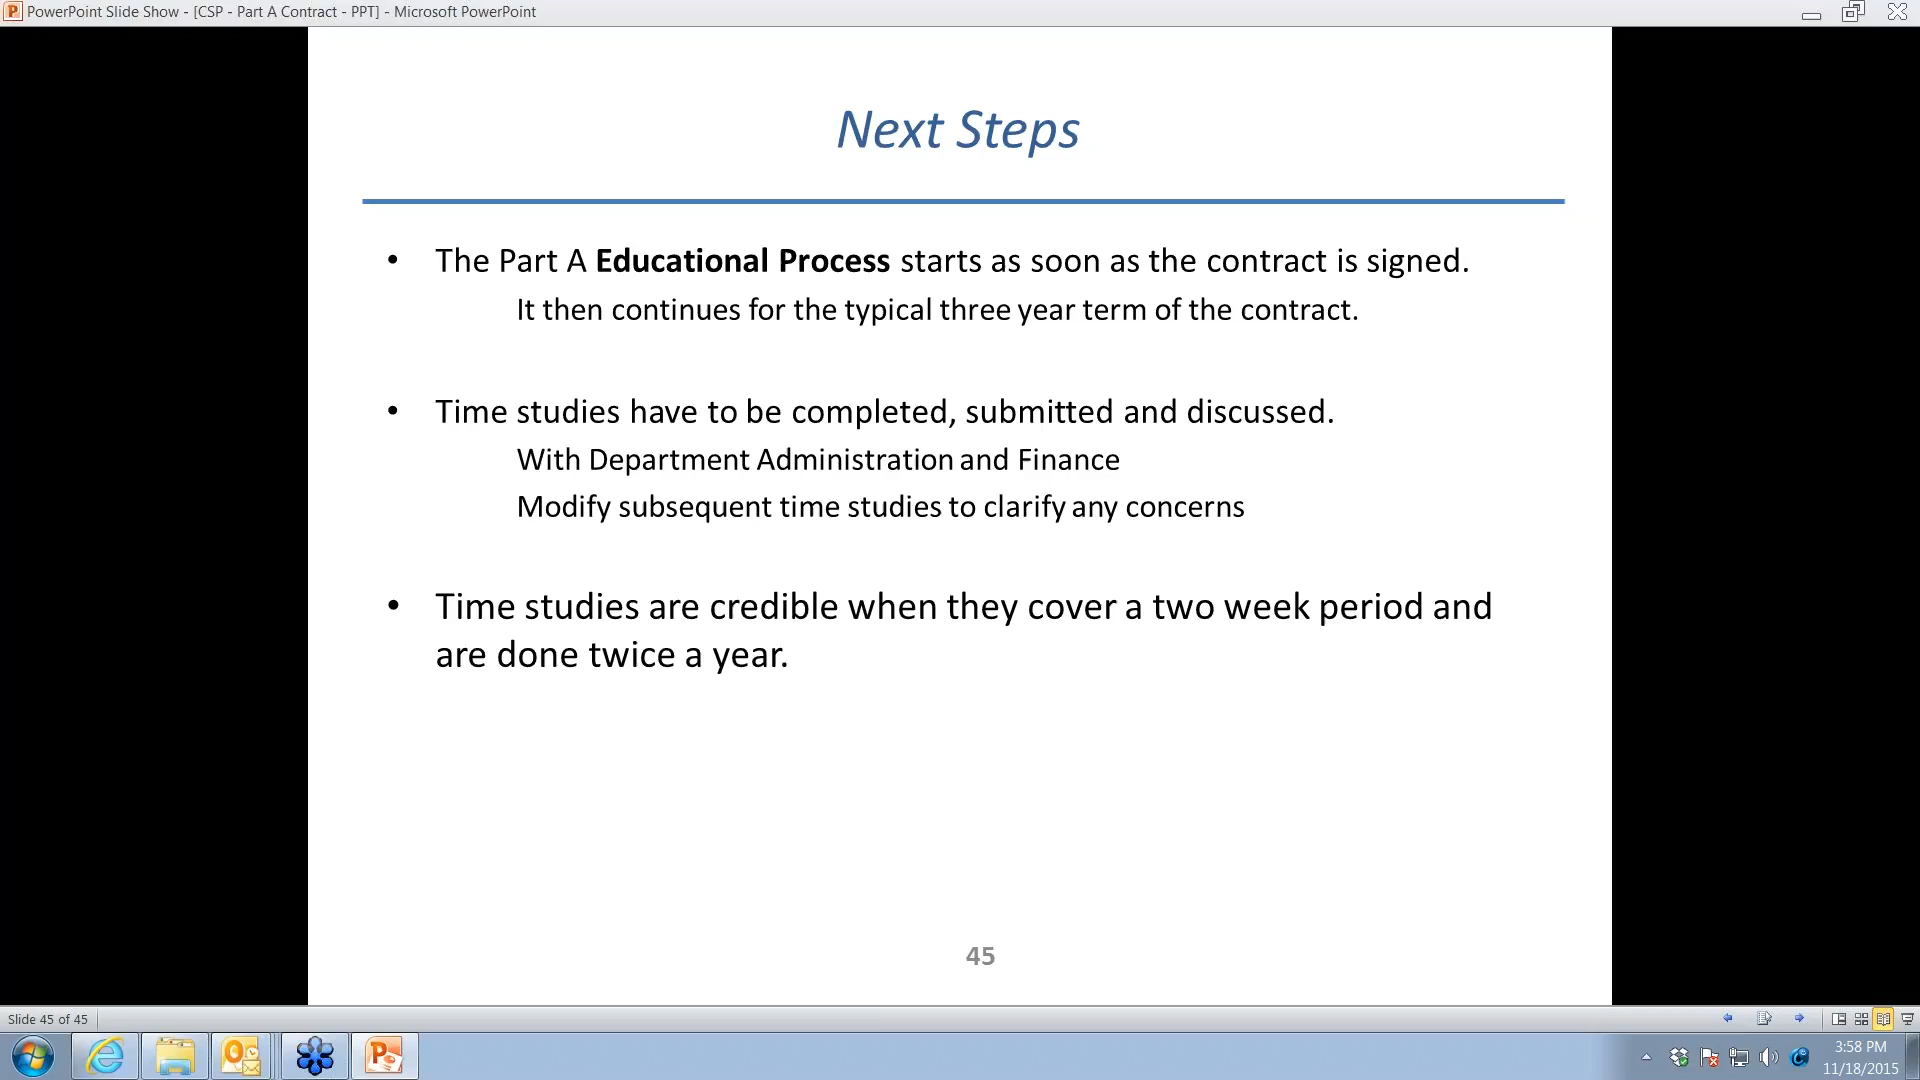 PowerPoint Slide Show - [CSP - Part A Contract - PPT] - Microsoft PowerPoint
Next Steps
• The Part A Educational Process starts as soon as the contract is signed.
It then continues for the typical three year term of the contract.
• Time studies have to be completed, submitted and discussed.
With Department Administration and Finance
Modify subsequent time studies to clarify any concerns
• Time studies are credible when they cover a two week period and
are done twice a year.
45
Slide 45 of 45
3:58 PM
11/18/2015